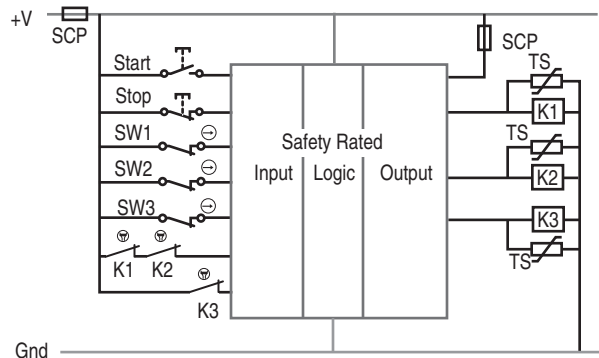 +V
SCP
SCP
Start
TS
Stop
K1
SW1
Safety Rated
TS
SW2
Input
Logic
Output
K2
SW3
K3
K1
K2
TS
K3
Gnd